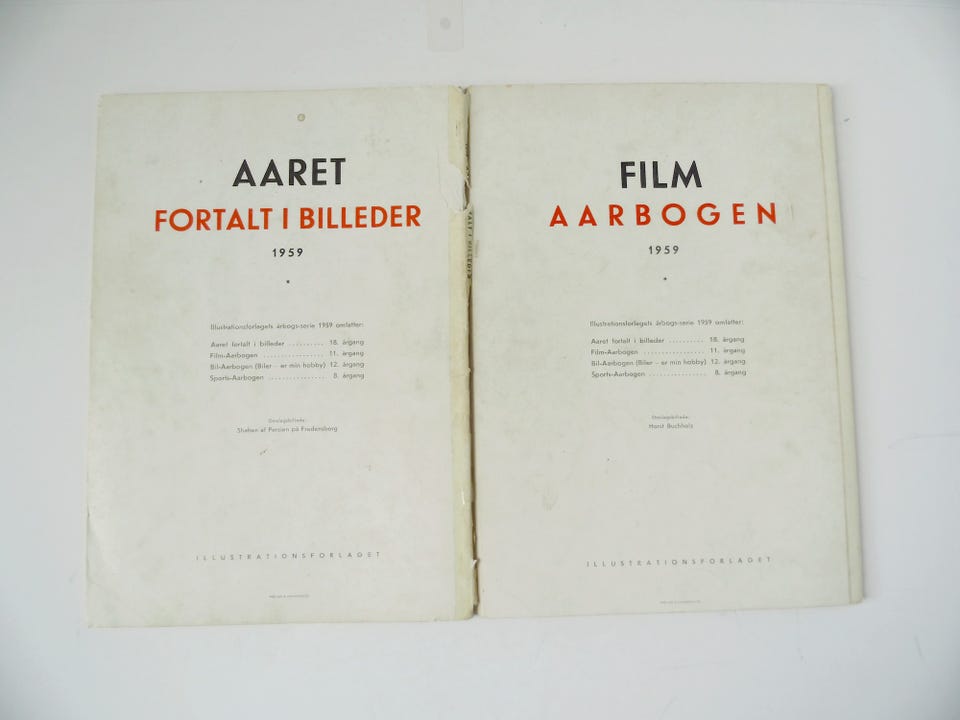 AARET
FORTALT I BILLEDER
1959
Illustrationsforlagets årbogs-serie 1959 omfatter:
Aaret fortalt i billeder .......... 18. årgang
Film-Aarbogen ................. 11. årgang
Bil-Aarbogen (Biler – er min hobby) 12. årgang
Sports-Aarbogen ................ 8. årgang
Omslagsbillede:
Shahen af Persien på Fredensborg
ILLUSTRATIONSFORLAGET
FILM
AARBOGEN
1959
Illustrationsforlagets årbogs-serie 1959 omfatter:
Aaret fortalt i billeder .......... 18. årgang
Film-Aarbogen ................. 11. årgang
Bil-Aarbogen (Biler – er min hobby) 12. årgang
Sports-Aarbogen ................ 8. årgang
Omslagsbillede:
Horst Buchholz
ILLUSTRATIONSFORLAGET